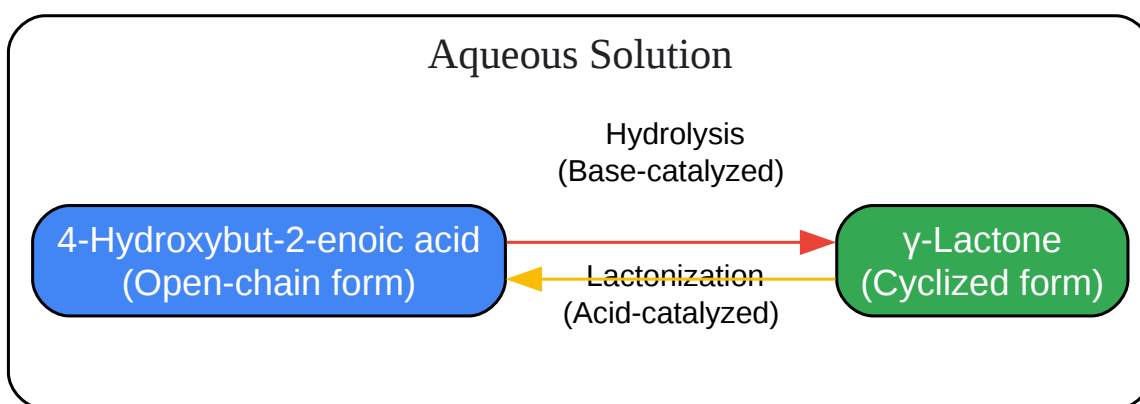 Aqueous Solution
Hydrolysis
(Base-catalyzed)
4-Hydroxybut-2-enoic acid
(Open-chain form)
γ-Lactone
(Cyclized form)
Lactonization
(Acid-catalyzed)